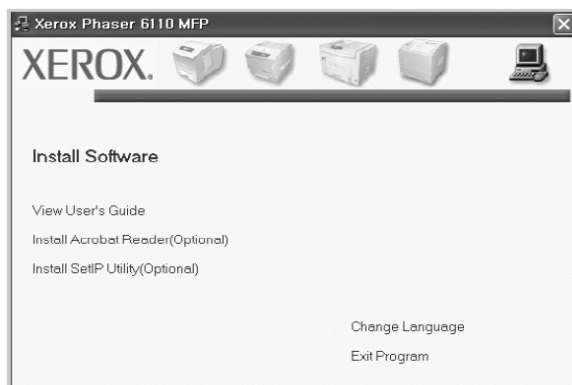 Xerox Phaser 6110 MFP
XEROX.
Install Software
View User's Guide
Install Acrobat Reader(Optional)
Install SetIP Utility(Optional)
Change Language
Exit Program